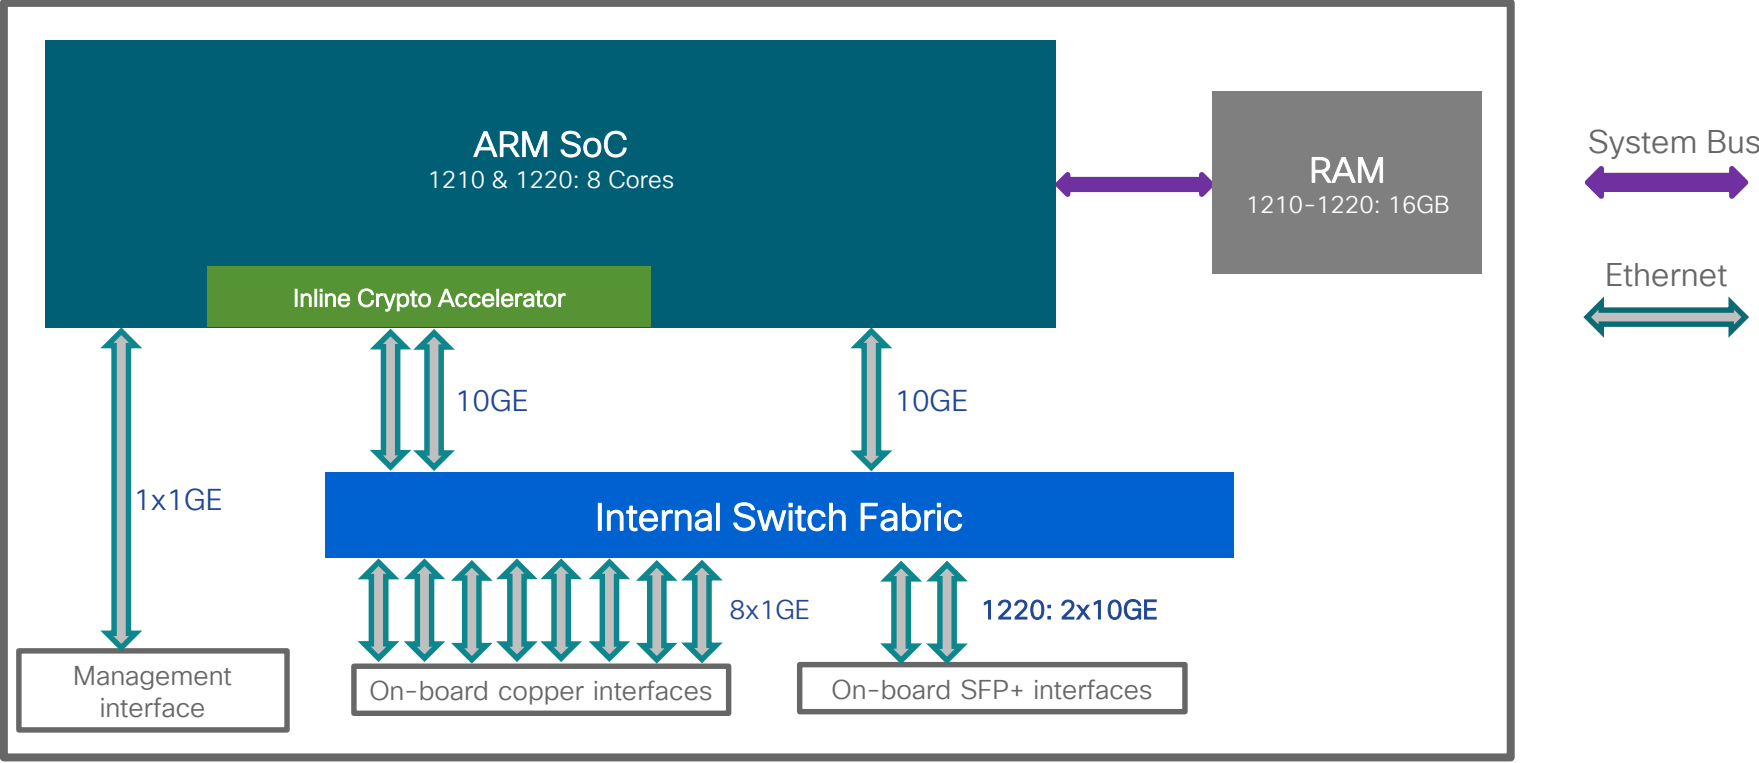 ARM SoC
1210 & 1220: 8 Cores
Inline Crypto Accelerator
RAM
1210-1220: 16GB
System Bus
Ethernet
10GE
10GE
1x1GE
Internal Switch Fabric
8x1GE
1220: 2x10GE
Management
interface
On-board copper interfaces
On-board SFP+ interfaces